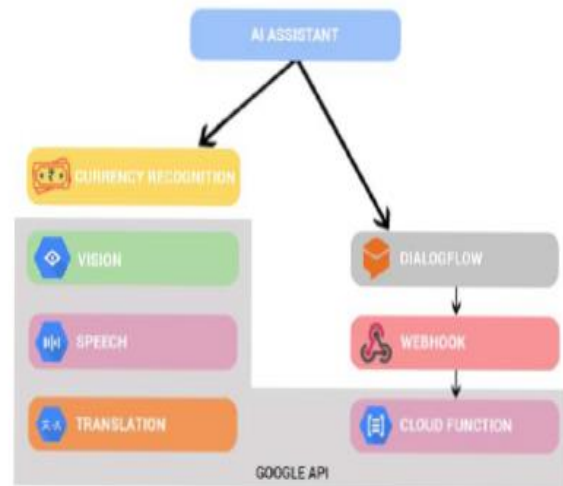 AI ASSISTANT
CURRENCY RECOGNITION
VISION
DIALOGFLOW
SPEECH
WEBHOOK
TRANSLATION
CLOUD FUNCTION
GOOGLE API